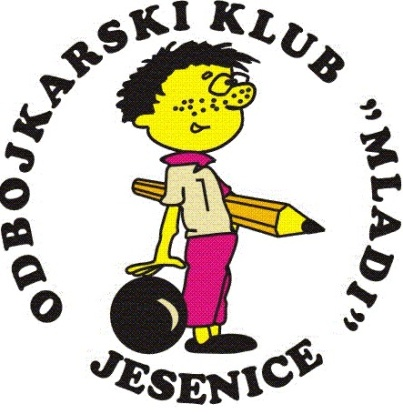 ODBOJKARSKI KLUB "MLADI"
JESENICE